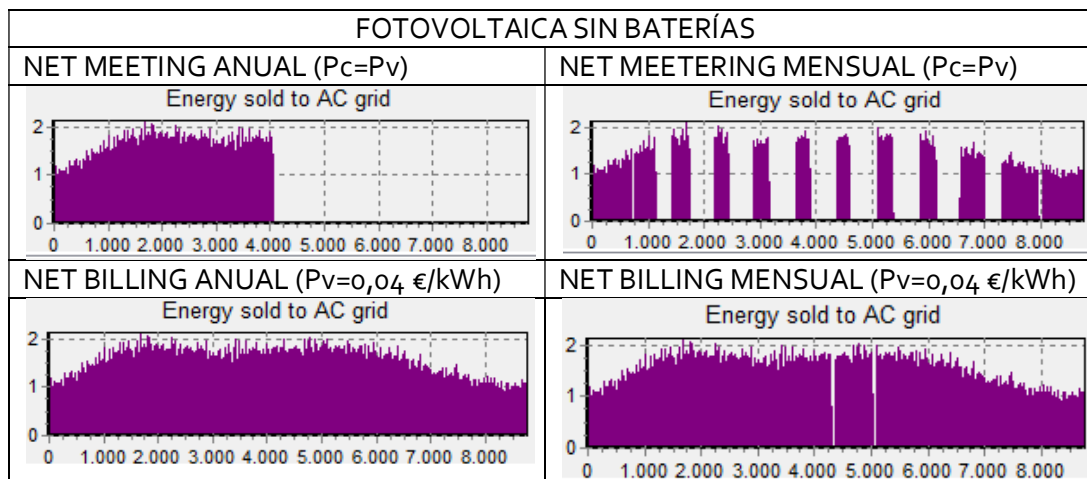 FOTOVOLTAICA SIN BATERÍAS
NET MEETING ANUAL (Pc=Pv)
NET MEETERING MENSUAL (Pc=Pv)
Energy sold to AC grid
2
1
0
0 1.000 2.000 3.000 4.000 5.000 6.000 7.000 8.000
Energy sold to AC grid
2
1
0
0 1.000 2.000 3.000 4.000 5.000 6.000 7.000 8.000
NET BILLING ANUAL (Pv=0,04 €/kWh)
NET BILLING MENSUAL (Pv=0,04 €/kWh)
Energy sold to AC grid
2
1
0
0 1.000 2.000 3.000 4.000 5.000 6.000 7.000 8.000
Energy sold to AC grid
2
1
0
0 1.000 2.000 3.000 4.000 5.000 6.000 7.000 8.000